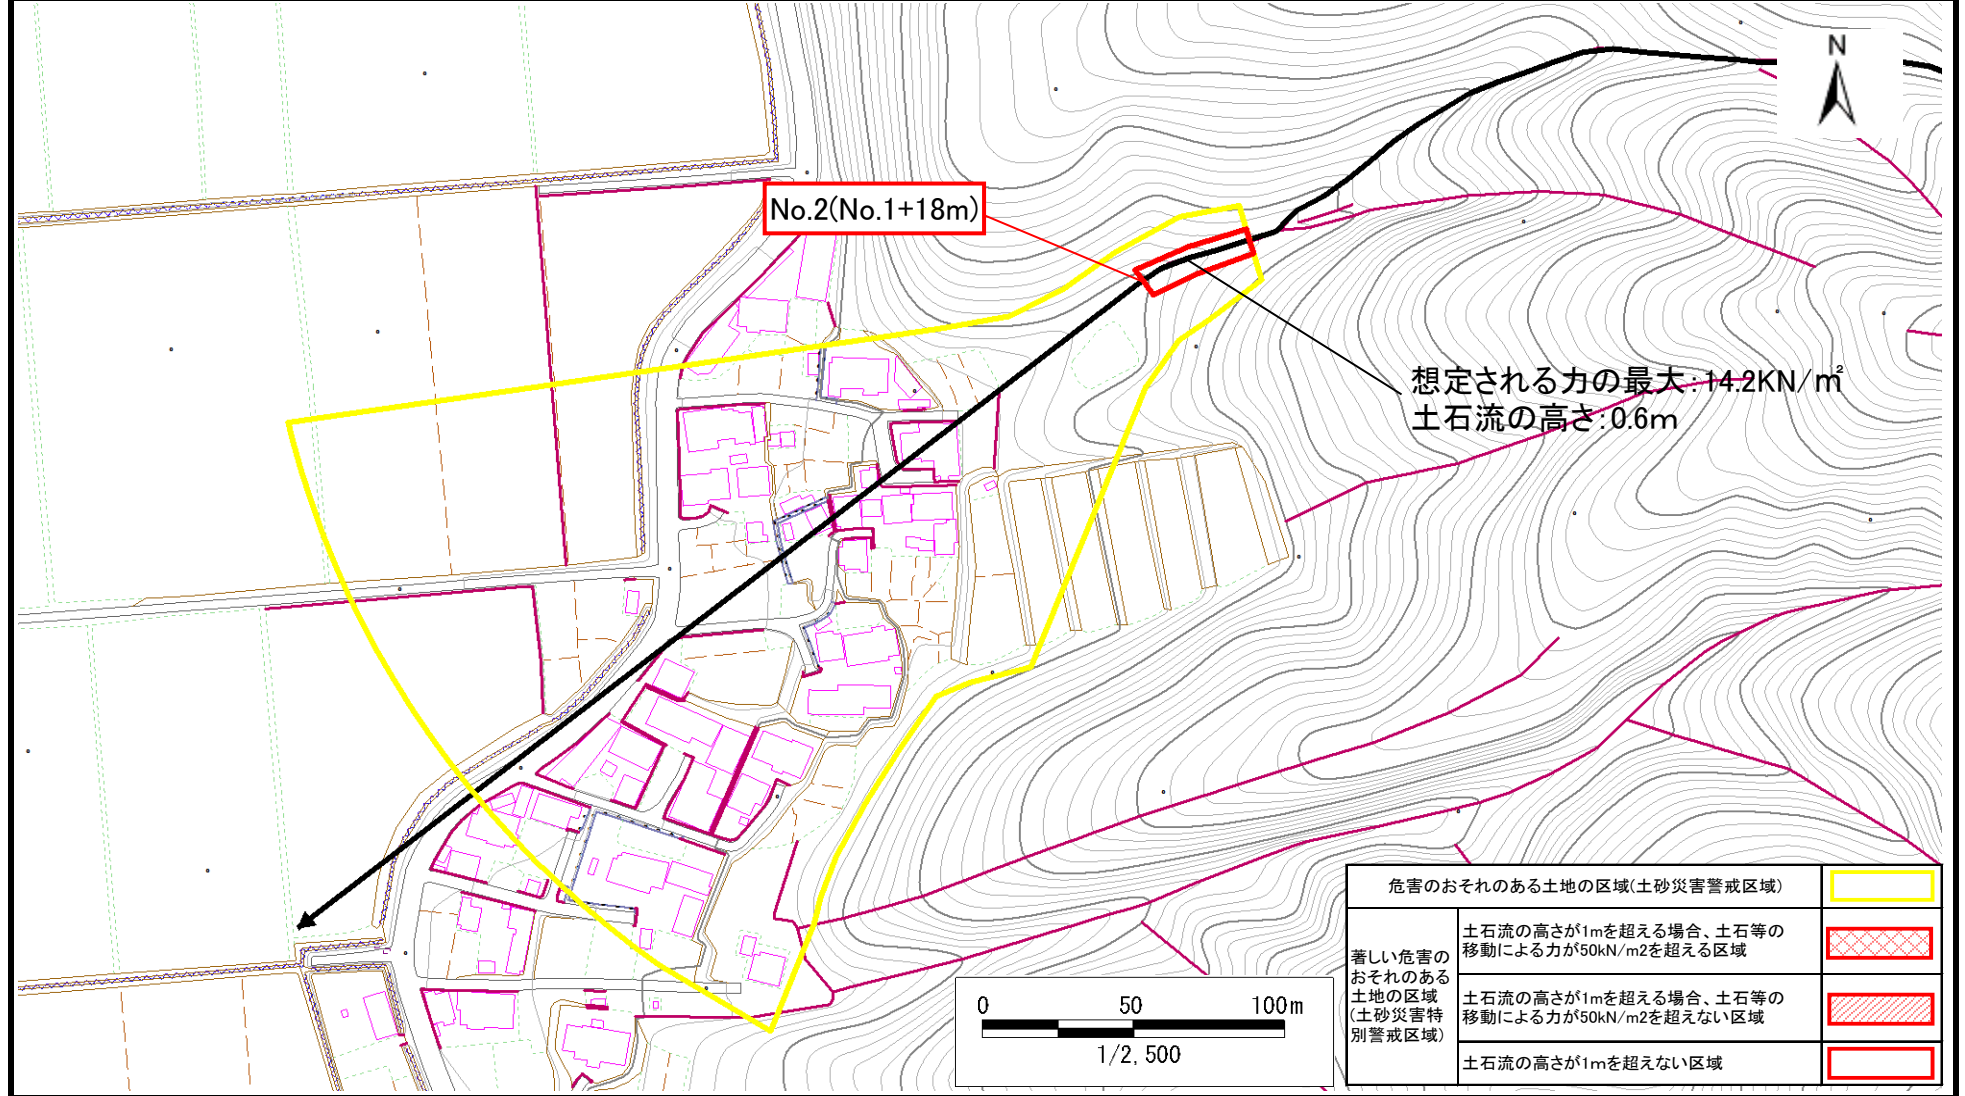 N
No.2(No.1+18m)
想定される力の最大:14.2KN/㎡
土石流の高さ:0.6m
危害のおそれのある土地の区域(土砂災害警戒区域)
著しい危害の
おそれのある
土地の区域
(土砂災害特
別警戒区域)
土石流の高さが1mを超える場合、土石等の
移動による力が50kN/m2を超える区域
土石流の高さが1mを超える場合、土石等の
移動による力が50kN/m2を超えない区域
土石流の高さが1mを超えない区域
0 50 100m
1/2,500